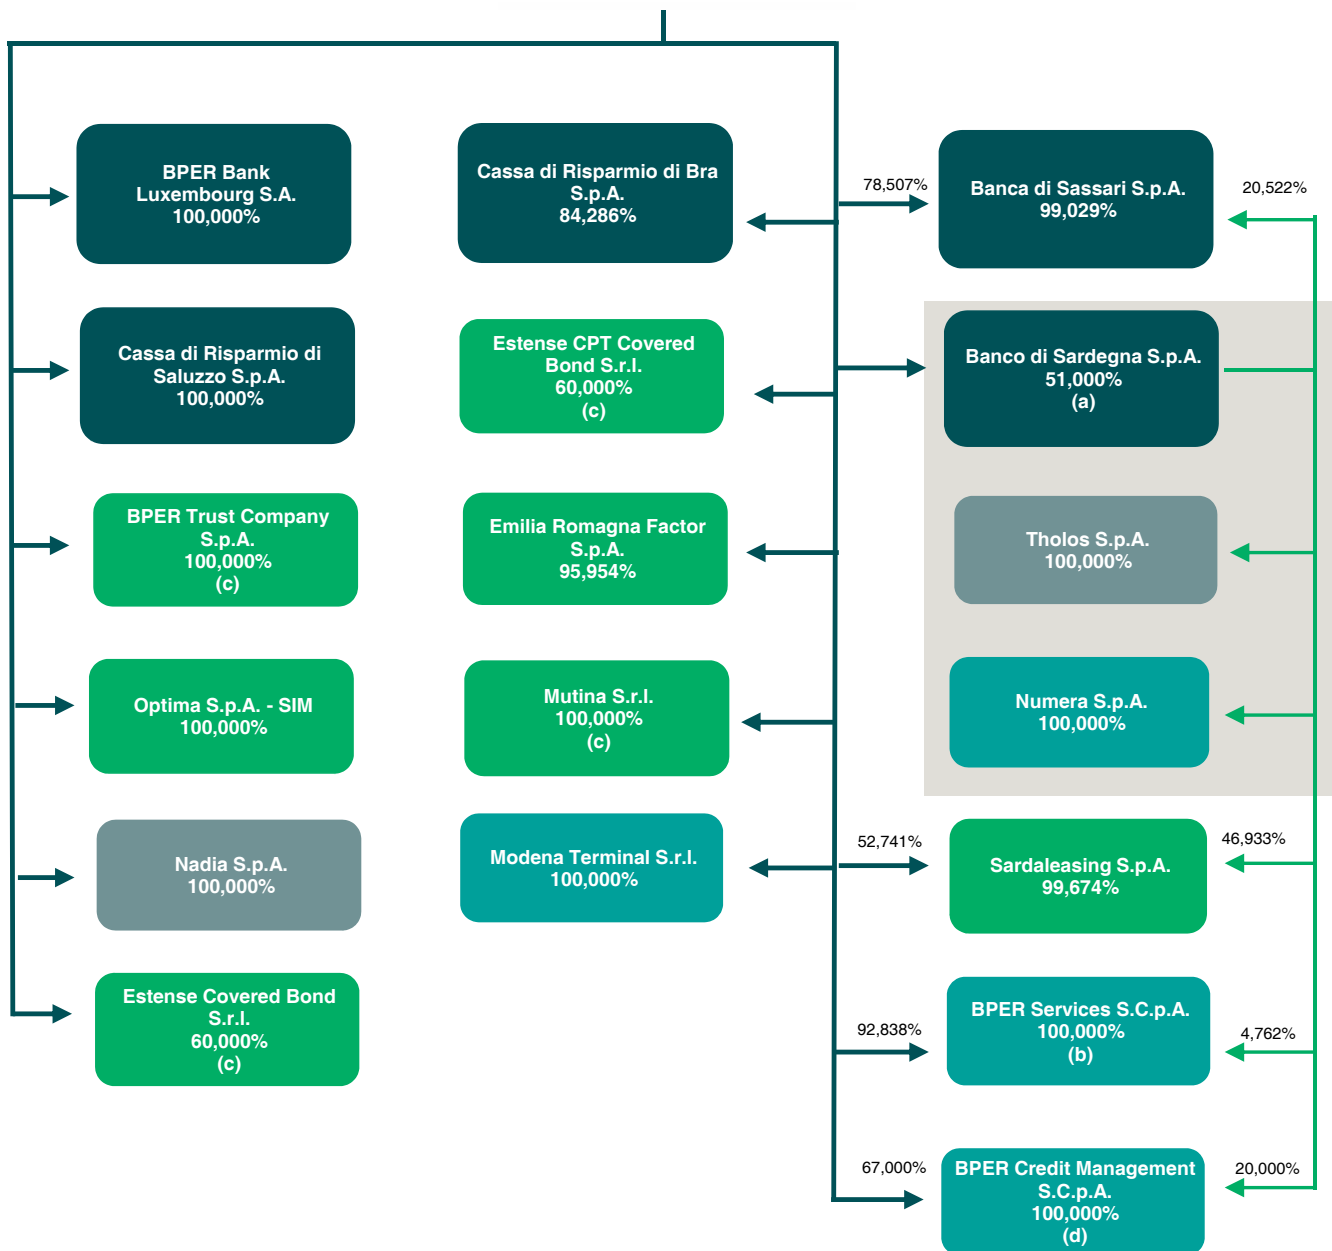 BPER Bank
Luxembourg S.A.
100,000%
Cassa di Risparmio di Bra
S.p.A.
84,286%
78,507%
Banca di Sassari S.p.A.
99,029%
20,522%
Cassa di Risparmio di
Saluzzo S.p.A.
100,000%
Estense CPT Covered
Bond S.r.l.
60,000%
(c)
Banco di Sardegna S.p.A.
51,000%
(a)
BPER Trust Company
S.p.A.
100,000%
(c)
Emilia Romagna Factor
S.p.A.
95,954%
Tholos S.p.A.
100,000%
Optima S.p.A. - SIM
100,000%
Mutina S.r.l.
100,000%
(c)
Numera S.p.A.
100,000%
Nadia S.p.A.
100,000%
Modena Terminal S.r.l.
100,000%
52,741%
Sardaleasing S.p.A.
99,674%
46,933%
Estense Covered Bond
S.r.l.
60,000%
(c)
92,838%
BPER Services S.C.p.A.
100,000%
(b)
4,762%
67,000%
BPER Credit Management
S.C.p.A.
100,000%
(d)
20,000%